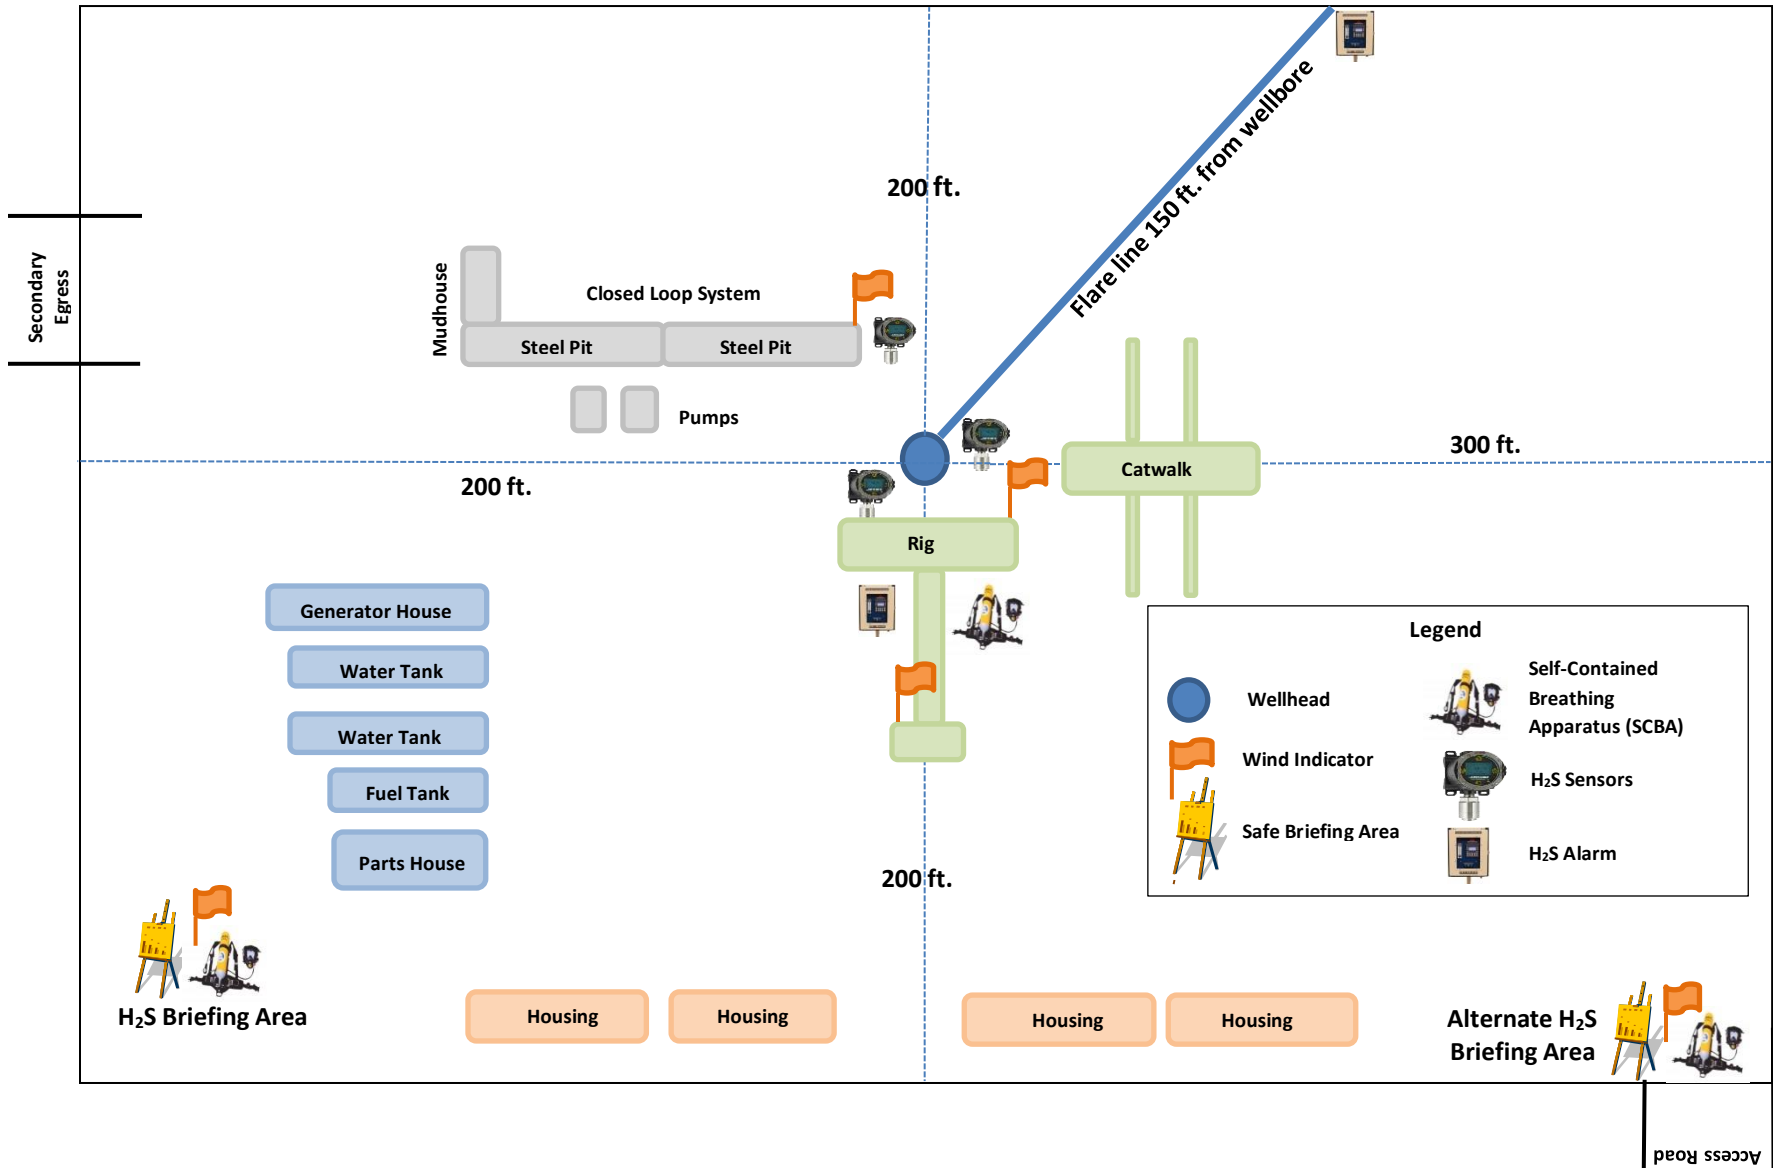 200 ft.
Flare line 150 ft. from wellbore
Secondary
Egress
Mudhouse
Closed Loop System
Steel Pit
Steel Pit
Pumps
200 ft.
300 ft.
Catwalk
Rig
Generator House
Water Tank
Water Tank
Fuel Tank
Parts House
200 ft.
Legend
Wellhead
Wind Indicator
Safe Briefing Area
Self-Contained
Breathing
Apparatus (SCBA)
H₂S Sensors
H₂S Alarm
H₂S Briefing Area
Housing
Housing
Housing
Housing
Alternate H₂S
Briefing Area
Access Road